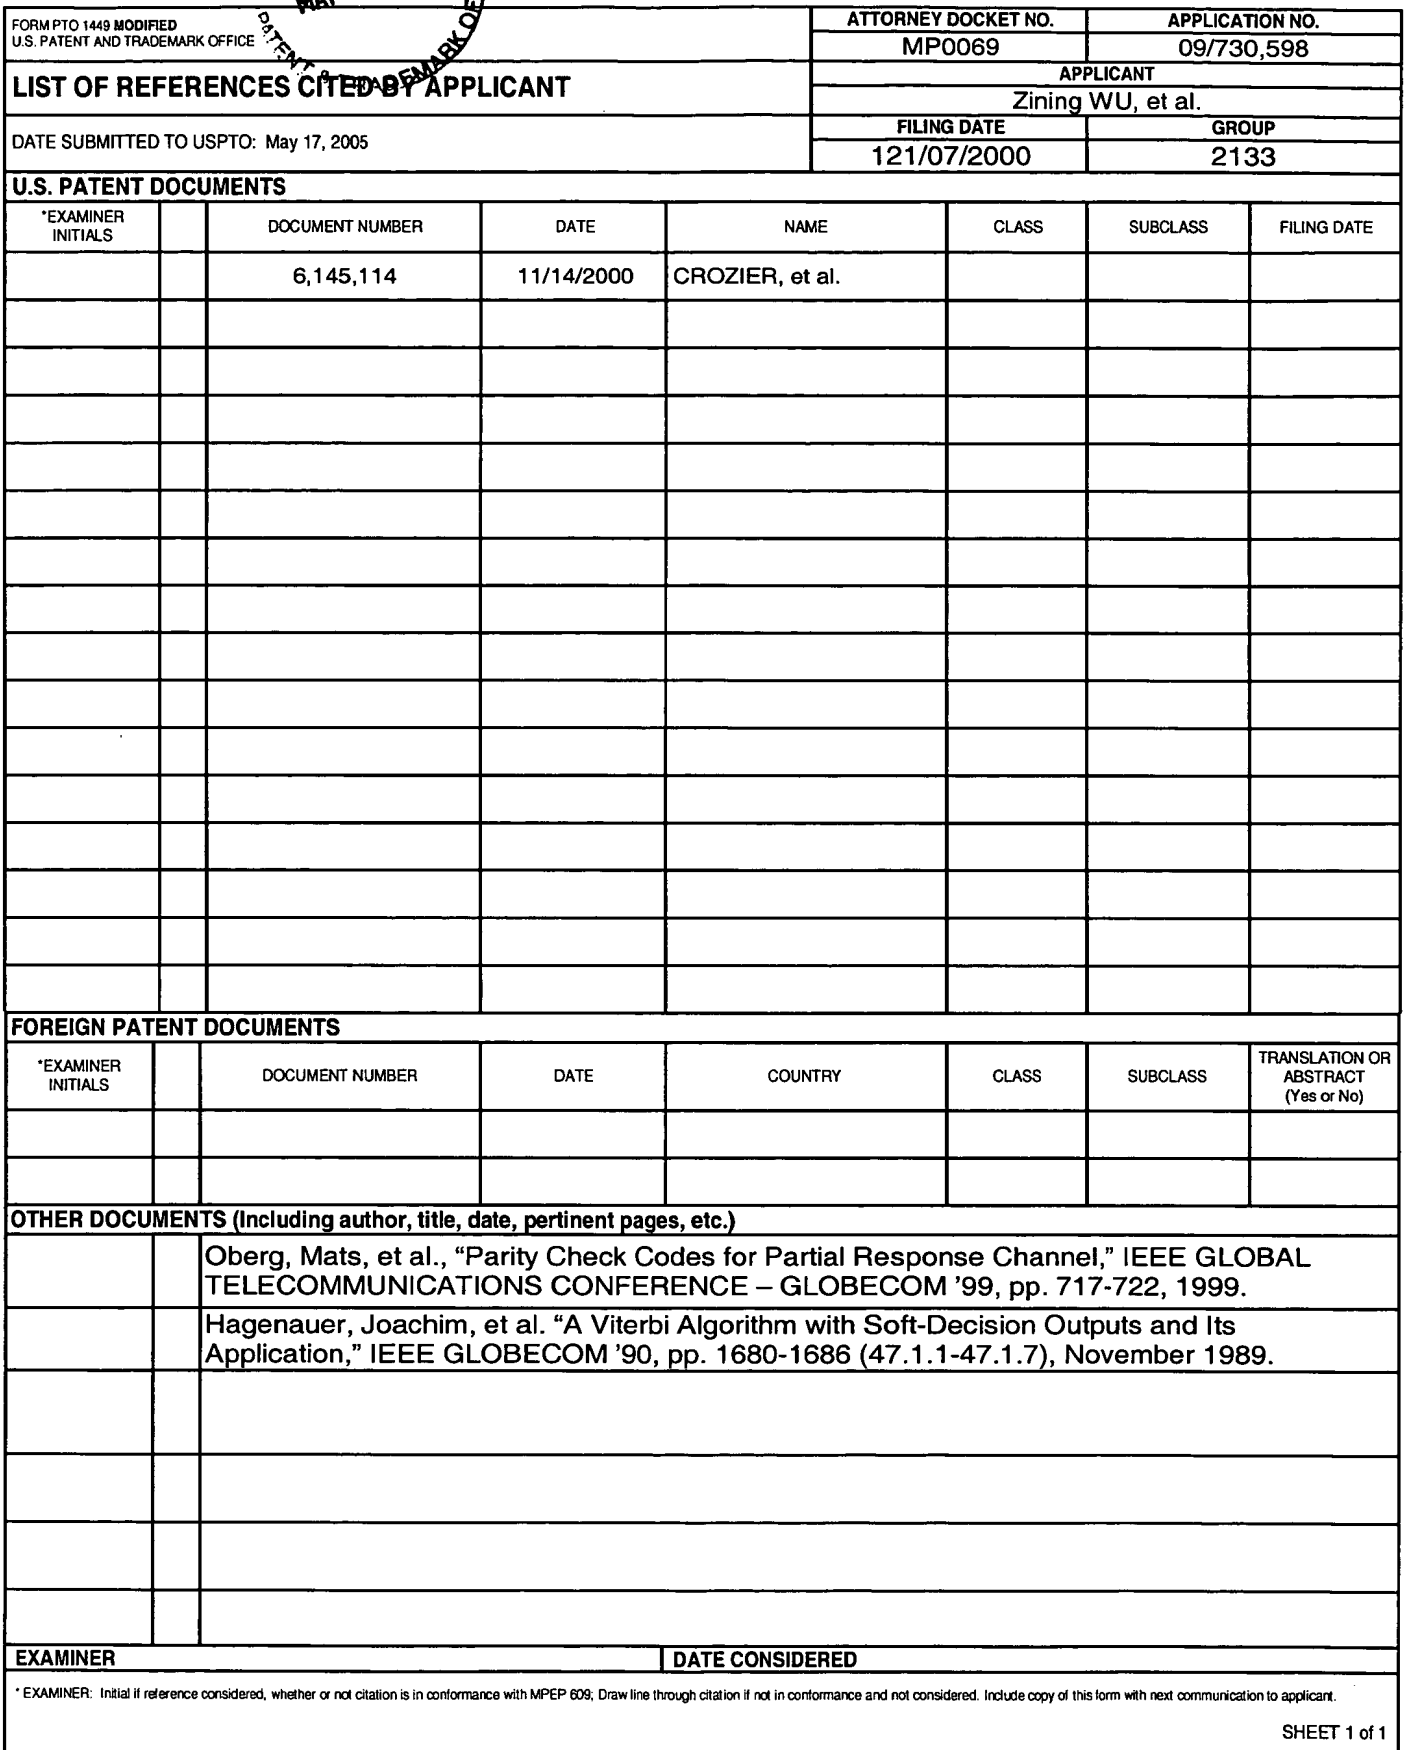 FORM PTO 1449 MODIFIED
U.S. PATENT AND TRADEMARK OFFICE
ATTORNEY DOCKET NO.
APPLICATION NO.
MP0069
09/730,598
LIST OF REFERENCES CITED BY APPLICANT
APPLICANT
Zining WU, et al.
DATE SUBMITTED TO USPTO: May 17, 2005
FILING DATE
GROUP
121/07/2000
2133
U.S. PATENT DOCUMENTS
*EXAMINER
INITIALS
DOCUMENT NUMBER
DATE
NAME
CLASS
SUBCLASS
FILING DATE
6,145,114
11/14/2000
CROZIER, et al.
FOREIGN PATENT DOCUMENTS
*EXAMINER
INITIALS
DOCUMENT NUMBER
DATE
COUNTRY
CLASS
SUBCLASS
TRANSLATION OR
ABSTRACT
(Yes or No)
OTHER DOCUMENTS (Including author, title, date, pertinent pages, etc.)
Oberg, Mats, et al., “Parity Check Codes for Partial Response Channel,” IEEE GLOBAL
TELECOMMUNICATIONS CONFERENCE – GLOBECOM '99, pp. 717-722, 1999.
Hagenauer, Joachim, et al. “A Viterbi Algorithm with Soft-Decision Outputs and Its
Application,” IEEE GLOBECOM '90, pp. 1680-1686 (47.1.1-47.1.7), November 1989.
EXAMINER
DATE CONSIDERED
* EXAMINER: Initial if reference considered, whether or not citation is in conformance with MPEP 609; Draw line through citation if not in conformance and not considered. Include copy of this form with next communication to applicant.
SHEET 1 of 1